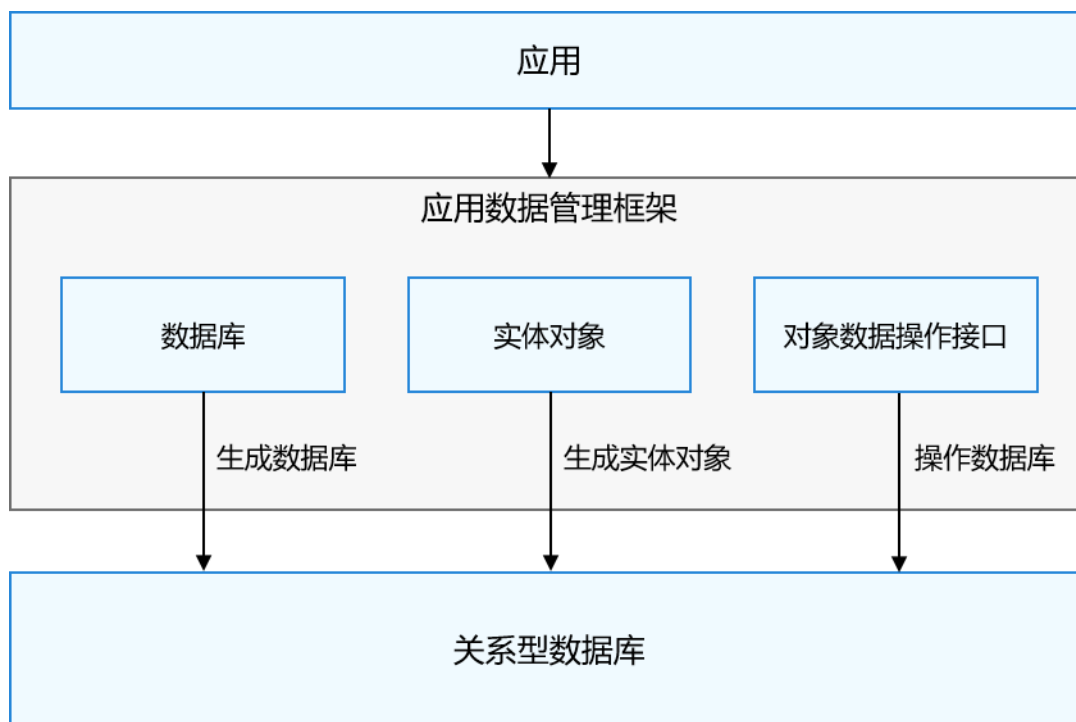 应用
应用数据管理框架
数据库
实体对象
对象数据操作接口
生成数据库
生成实体对象
操作数据库
关系型数据库